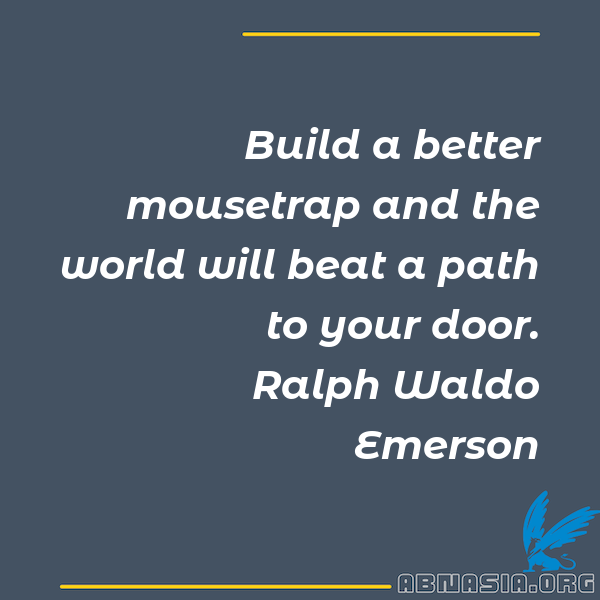 Build a better
mousetrap and the
world will beat a path
to your door.
Ralph Waldo
Emerson
ABNASIA.ORG